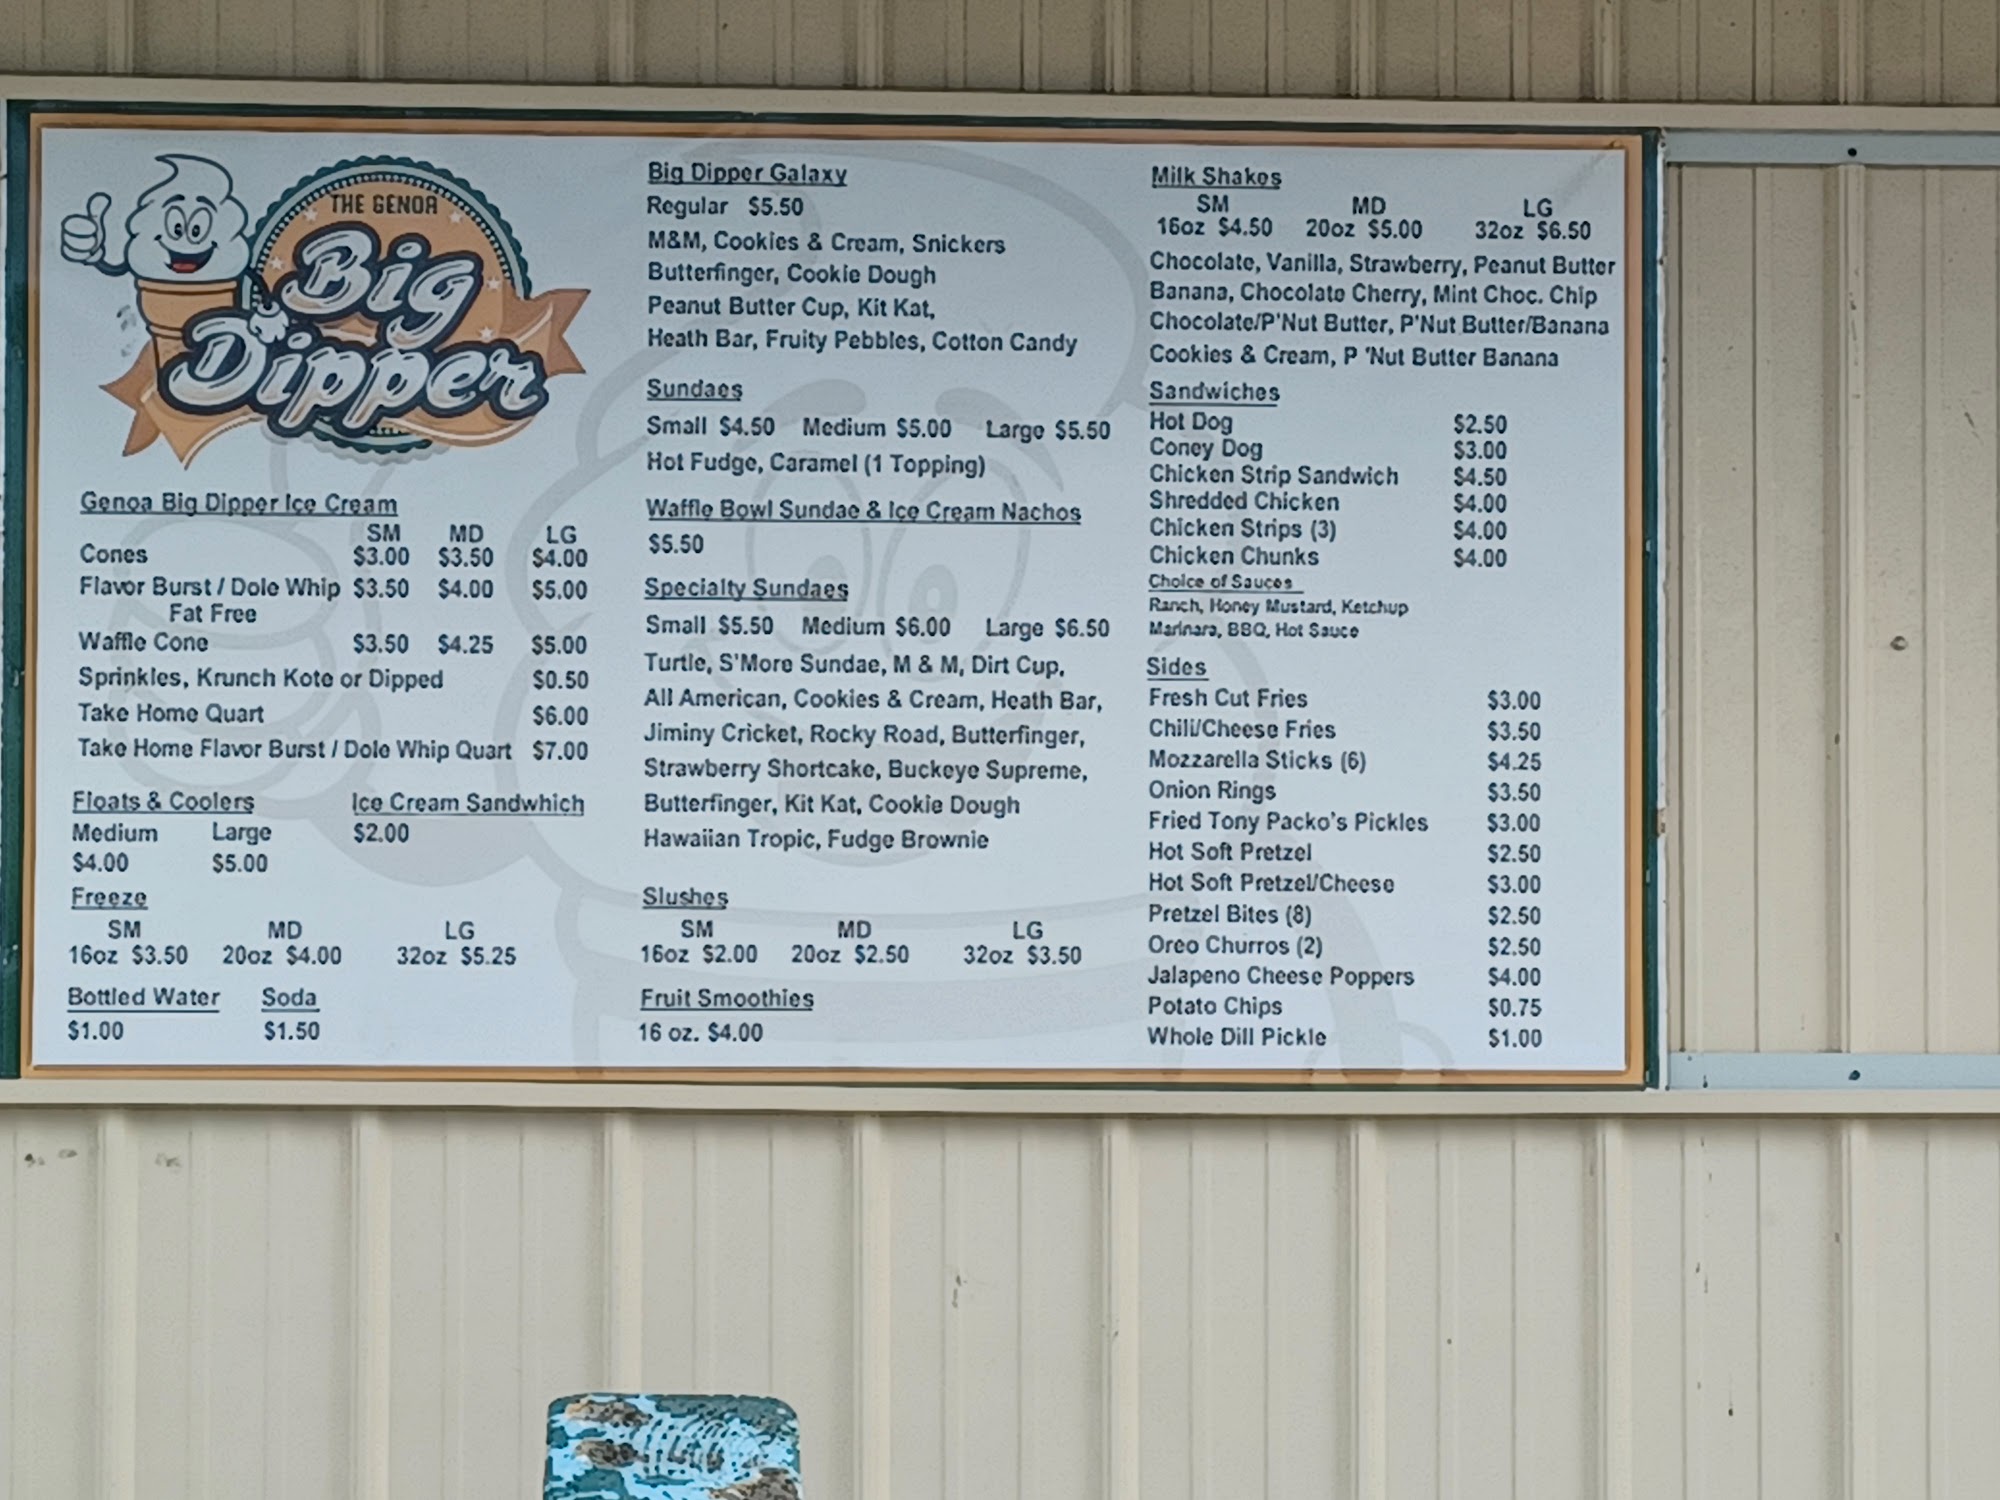 THE GENOA
Big
Dipper
Genoa Big Dipper Ice Cream
SM MD LG
Cones $3.00 $3.50 $4.00
Flavor Burst / Dole Whip $3.50 $4.00 $5.00
Fat Free
Waffle Cone $3.50 $4.25 $5.00
Sprinkles, Krunch Kote or Dipped $0.50
Take Home Quart $6.00
Take Home Flavor Burst / Dole Whip Quart $7.00
Floats & Coolers
Medium Large
$4.00 $5.00
Ice Cream Sandwhich
$2.00
Freeze
SM MD LG
16oz $3.50 20oz $4.00 32oz $5.25
Bottled Water Soda
$1.00 $1.50
Big Dipper Galaxy
Regular $5.50
M&M, Cookies & Cream, Snickers
Butterfinger, Cookie Dough
Peanut Butter Cup, Kit Kat,
Heath Bar, Fruity Pebbles, Cotton Candy
Sundaes
Small $4.50 Medium $5.00 Large $5.50
Hot Fudge, Caramel (1 Topping)
Waffle Bowl Sundae & Ice Cream Nachos
$5.50
Specialty Sundaes
Small $5.50 Medium $6.00 Large $6.50
Turtle, S'More Sundae, M & M, Dirt Cup,
All American, Cookies & Cream, Heath Bar,
Jiminy Cricket, Rocky Road, Butterfinger,
Strawberry Shortcake, Buckeye Supreme,
Butterfinger, Kit Kat, Cookie Dough
Hawaiian Tropic, Fudge Brownie
Slushes
SM MD LG
16oz $2.00 20oz $2.50 32oz $3.50
Fruit Smoothies
16 oz. $4.00
Milk Shakes
SM MD LG
16oz $4.50 20oz $5.00 32oz $6.50
Chocolate, Vanilla, Strawberry, Peanut Butter
Banana, Chocolate Cherry, Mint Choc. Chip
Chocolate/P'Nut Butter, P'Nut Butter/Banana
Cookies & Cream, P 'Nut Butter Banana
Sandwiches
Hot Dog $2.50
Coney Dog $3.00
Chicken Strip Sandwich $4.50
Shredded Chicken $4.00
Chicken Strips (3) $4.00
Chicken Chunks $4.00
Choice of Sauces
Ranch, Honey Mustard, Ketchup
Marinara, BBQ, Hot Sauce
Sides
Fresh Cut Fries $3.00
Chili/Cheese Fries $3.50
Mozzarella Sticks (6) $4.25
Onion Rings $3.50
Fried Tony Packo's Pickles $3.00
Hot Soft Pretzel $2.50
Hot Soft Pretzel/Cheese $3.00
Pretzel Bites (8) $2.50
Oreo Churros (2) $2.50
Jalapeno Cheese Poppers $4.00
Potato Chips $0.75
Whole Dill Pickle $1.00